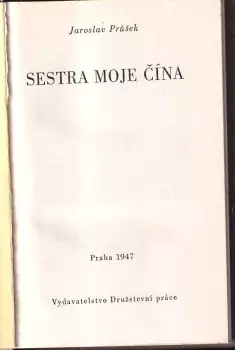 Jaroslav Průšek
SESTRA MOJE ČÍNA
Praha 1947
Vydavatelstvo Družstevní práce